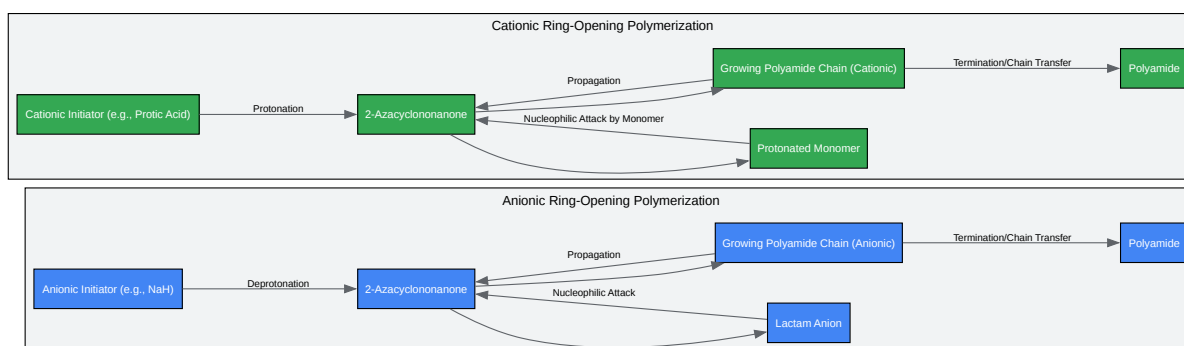 Cationic Ring-Opening Polymerization
Cationic Initiator (e.g., Protic Acid)
Protonation
2-Azacyclononanone
Propagation
Nucleophilic Attack by Monomer
Growing Polyamide Chain (Cationic)
Protonated Monomer
Termination/Chain Transfer
Polyamide
Anionic Ring-Opening Polymerization
Anionic Initiator (e.g., NaH)
Deprotonation
2-Azacyclononanone
Propagation
Nucleophilic Attack
Growing Polyamide Chain (Anionic)
Lactam Anion
Termination/Chain Transfer
Polyamide